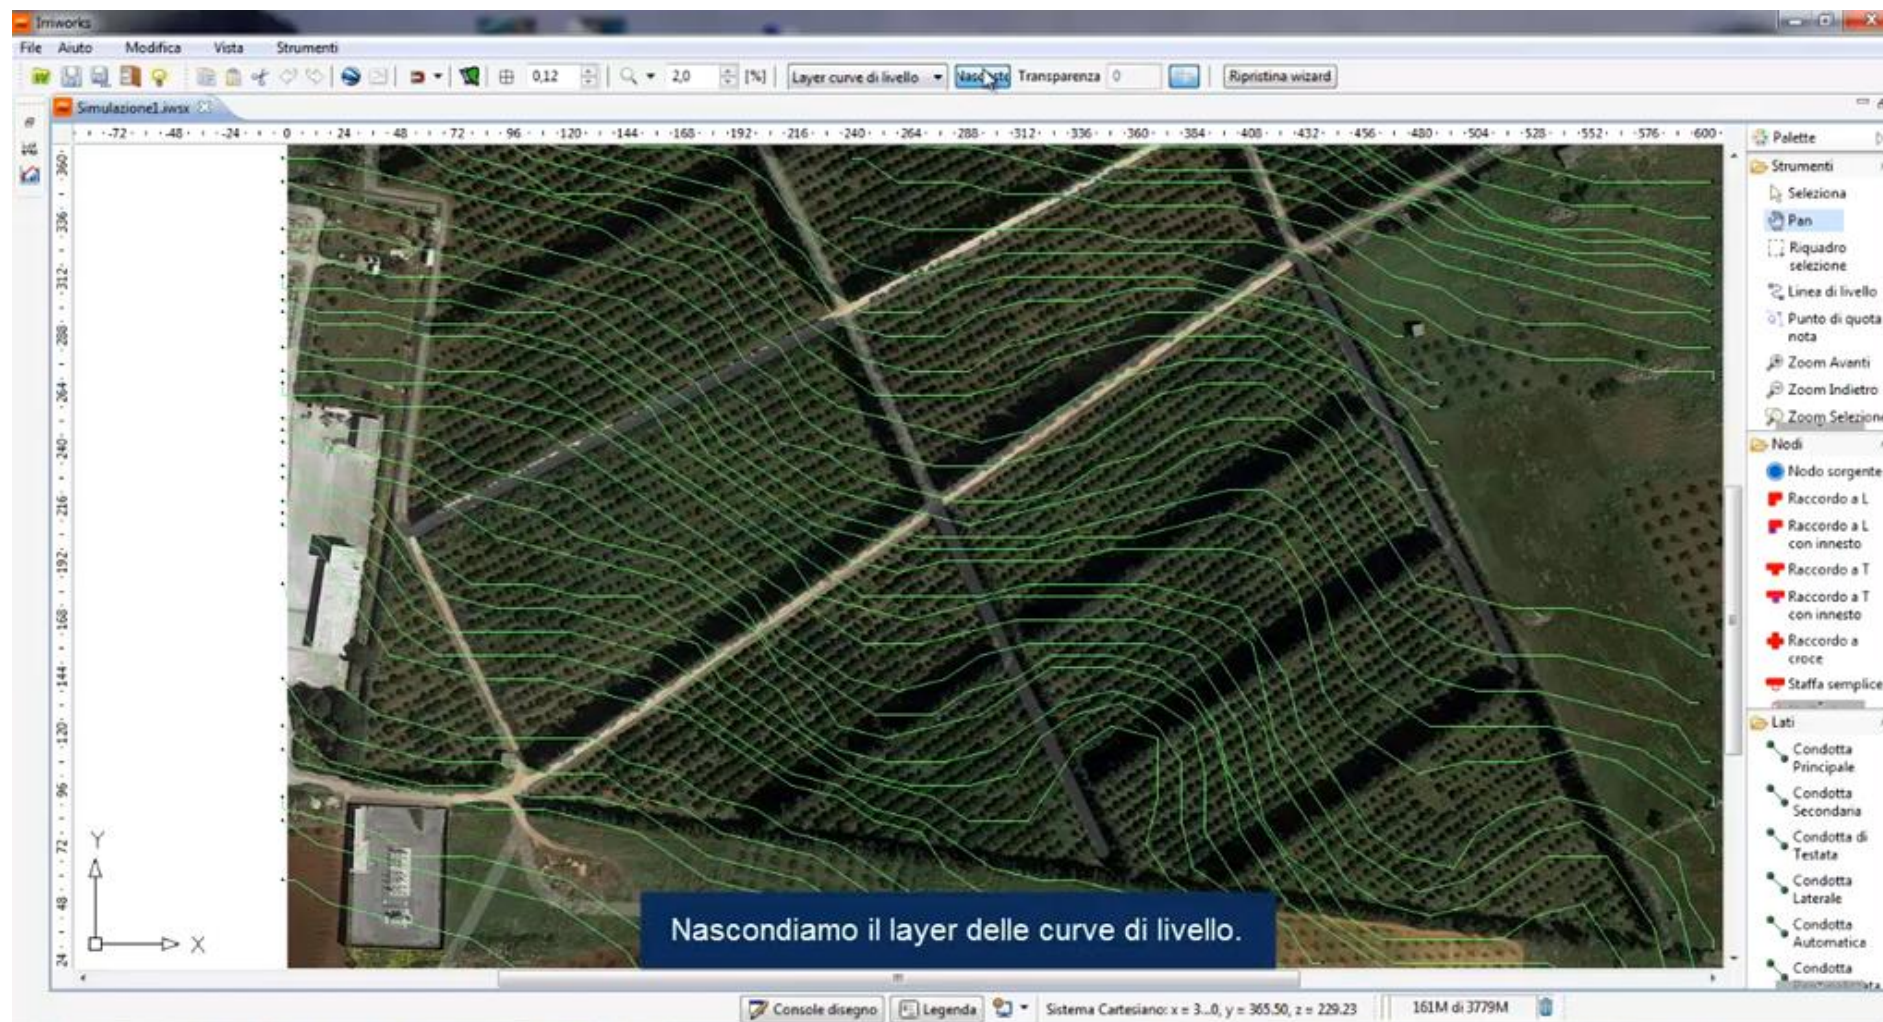 Irriworks
File Aiuto Modifica Vista Strumenti
0,12 2,0 [%] Layer curve di livello Nascosto Transparenza 0 Ripristina wizard
Simulazione1.iwsx
-72 -48 -24 0 24 48 72 96 120 144 168 192 216 240 264 288 312 336 360 384 408 432 456 480 504 528 552 576 600
360
336
312
288
264
240
216
192
168
144
120
96
72
48
24
Y
X
Palette
Strumenti
Seleziona
Pan
Riquadro
selezione
Linea di livello
Punto di quota
nota
Zoom Avanti
Zoom Indietro
Zoom Selezione
Nodi
Nodo sorgente
Raccordo a L
Raccordo a L
con innesto
Raccordo a T
Raccordo a T
con innesto
Raccordo a
croce
Staffa semplice
Lati
Condotta
Principale
Condotta
Secondaria
Condotta di
Testata
Condotta
Laterale
Condotta
Automatica
Condotta
Nascondiamo il layer delle curve di livello.
Console disegno Legenda Sistema Cartesiano: x = 3...0, y = 365.50, z = 229.23 161M di 3779M